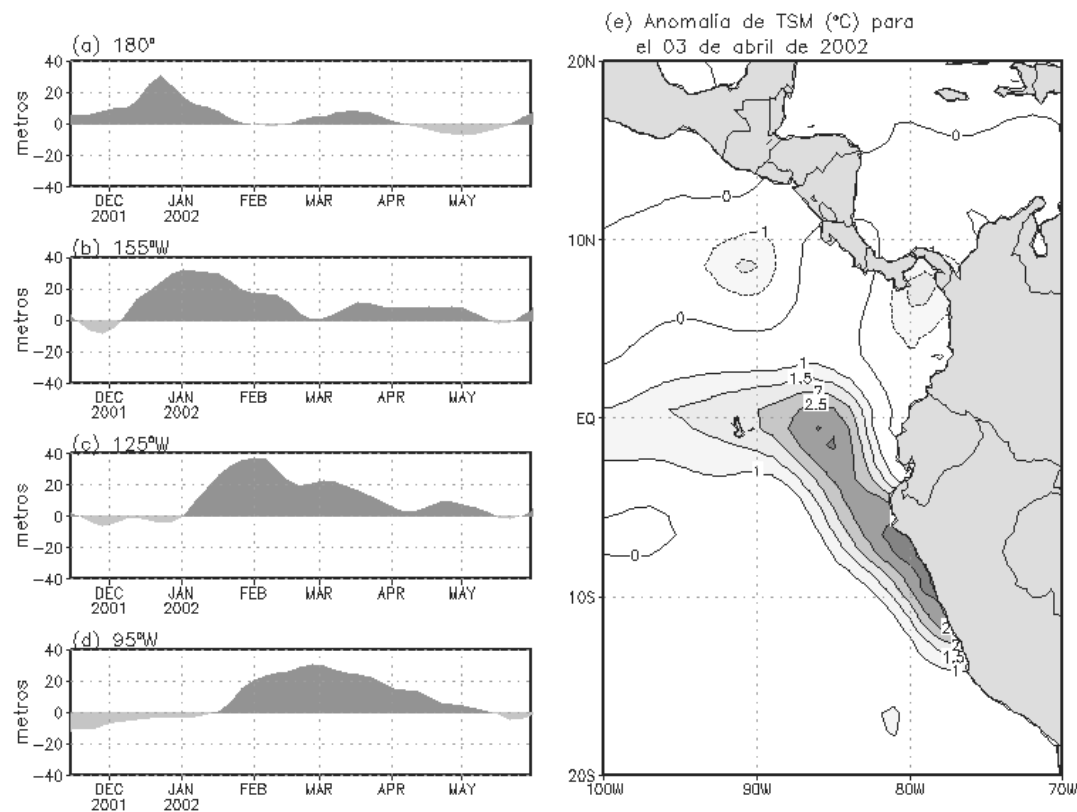 (a) 180°
40
20
0
−20
−40
metros
DEC 2001
JAN 2002
FEB
MAR
APR
MAY
(b) 155°W
40
20
0
−20
−40
metros
DEC 2001
JAN 2002
FEB
MAR
APR
MAY
(c) 125°W
40
20
0
−20
−40
metros
DEC 2001
JAN 2002
FEB
MAR
APR
MAY
(d) 95°W
40
20
0
−20
−40
metros
DEC 2001
JAN 2002
FEB
MAR
APR
MAY
(e) Anomalía de TSM (°C) para
el 03 de abril de 2002
20N
10N
EQ
10S
20S
100W
90W
80W
70W
0
0
−1
0
1
1.5
2
2.5
1
0
2
1.5
1